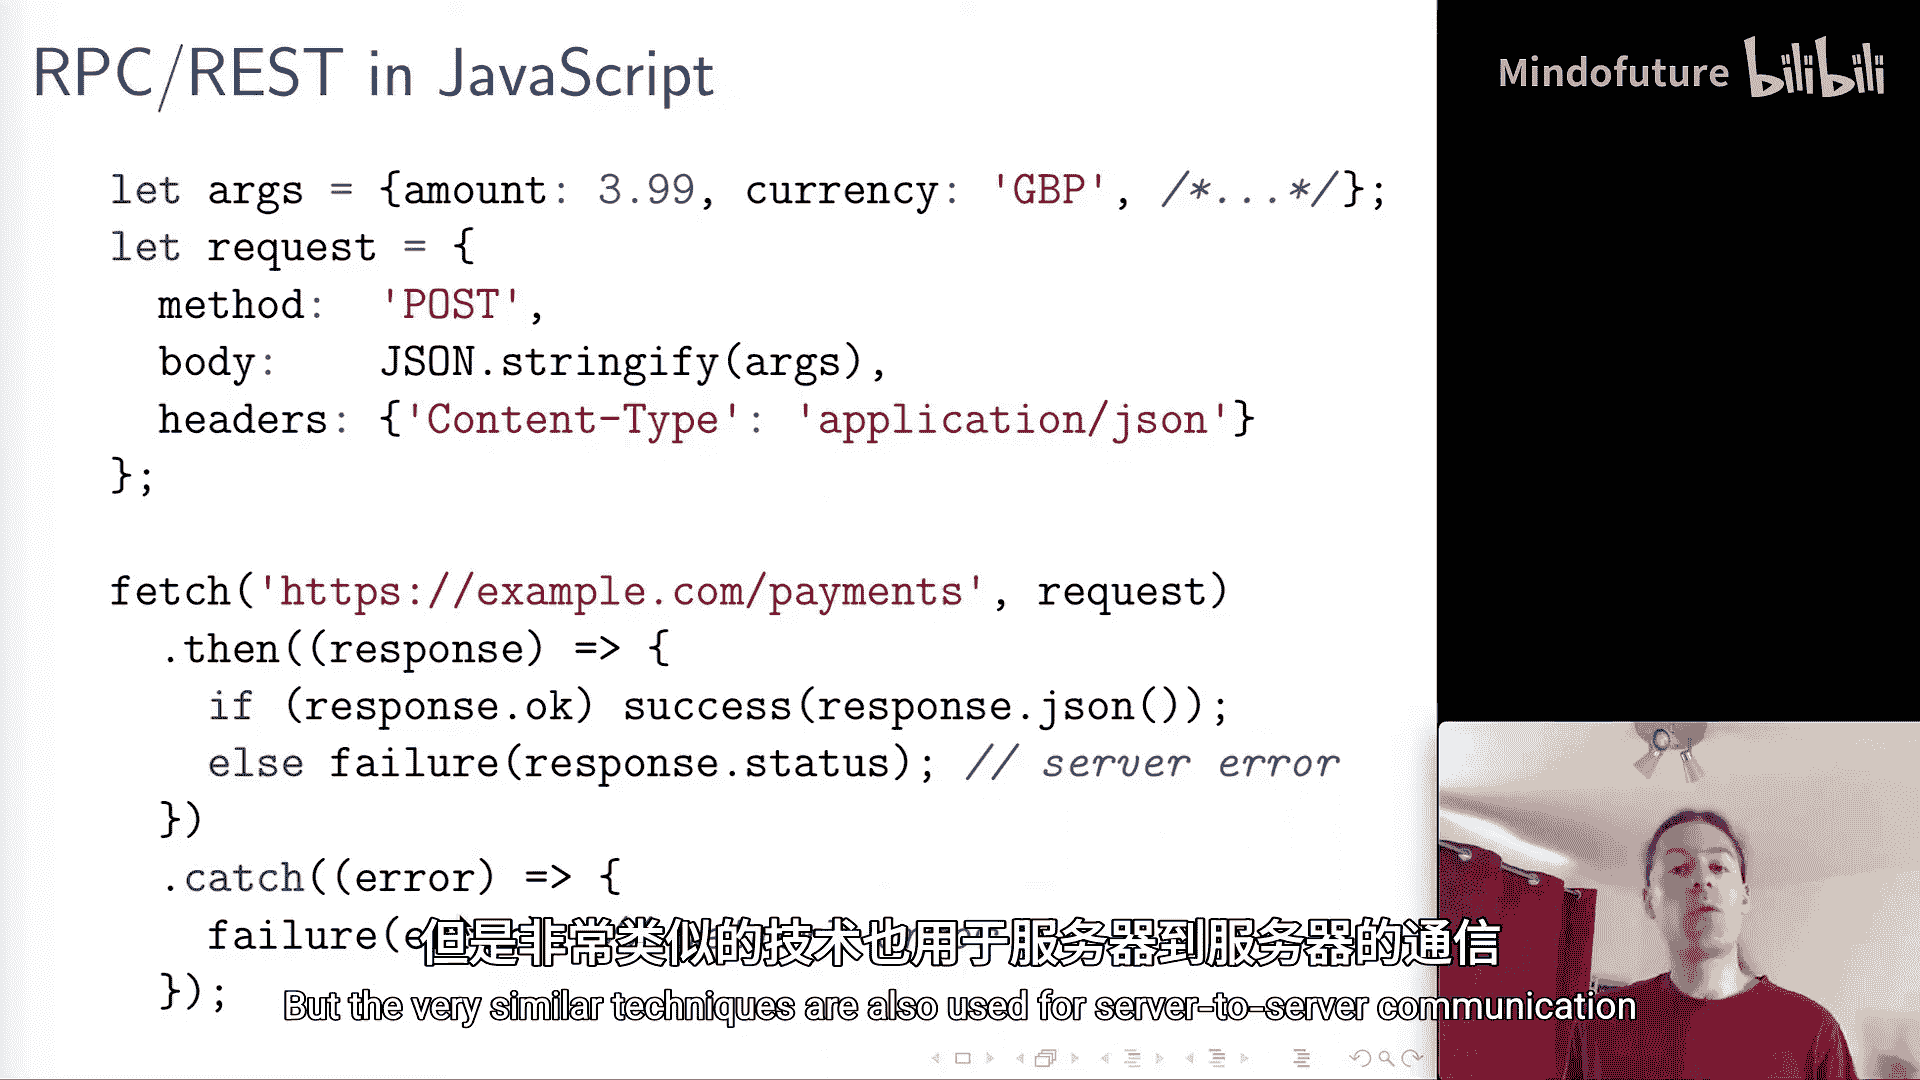 RPC/REST in JavaScript
Mindofuture bilibili
let args = {amount: 3.99, currency: 'GBP', /*...*/};
let request = {
method: 'POST',
body: JSON.stringify(args),
headers: {'Content-Type': 'application/json'}
};
fetch('https://example.com/payments', request)
.then((response) => {
if (response.ok) success(response.json());
else failure(response.status); // server error
})
.catch((error) => {
failure(
});
但是非常类似的技术也用于服务器到服务器的通信
But the very similar techniques are also used for server-to-server communication